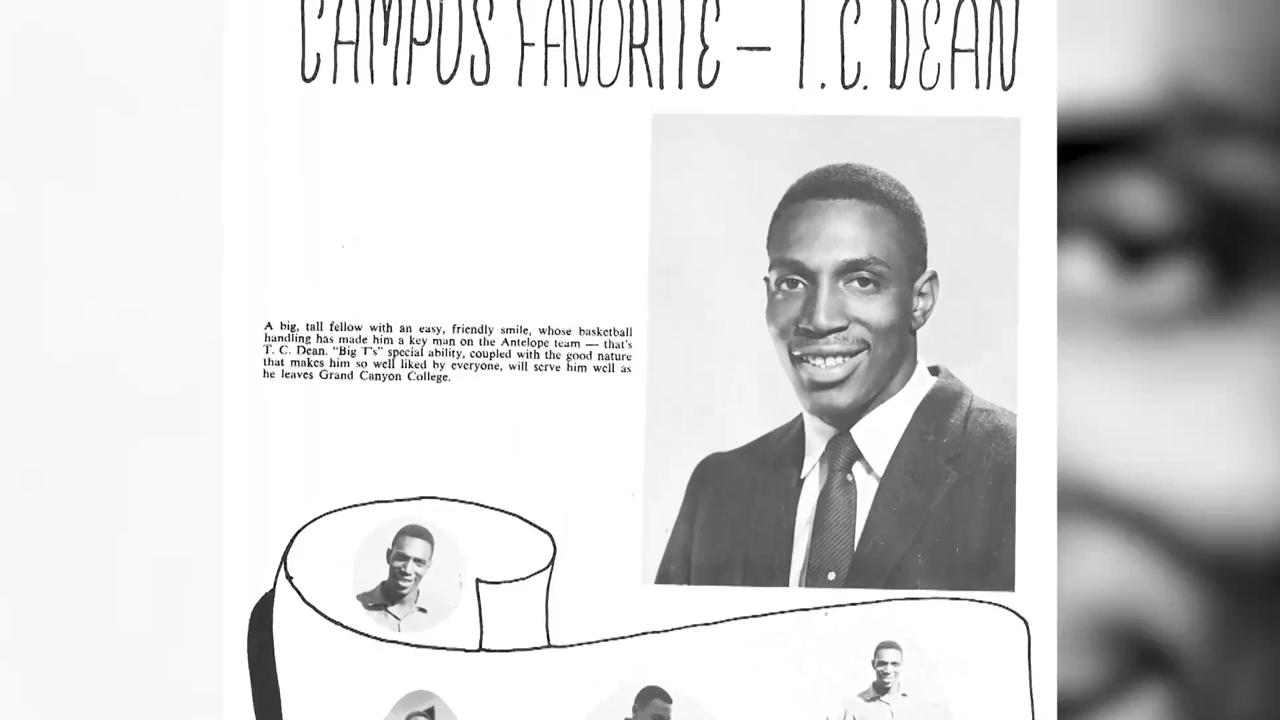 CAMPUS FAVORITE — T. C. DEAN
A big, tall fellow with an easy, friendly smile, whose basketball
handling has made him a key man on the Antelope team — that's
T. C. Dean. "Big T's" special ability, coupled with the good nature
that makes him so well liked by everyone, will serve him well as
he leaves Grand Canyon College.